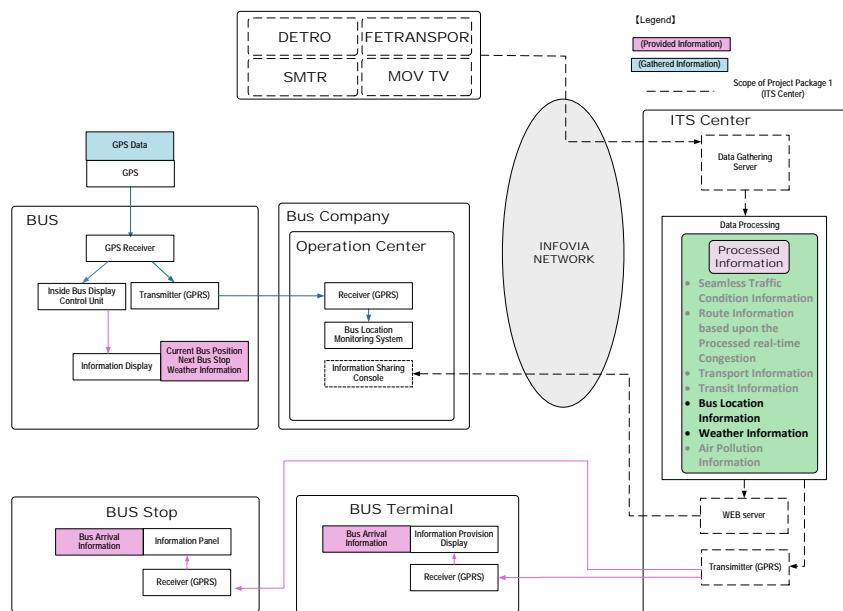 DETRO
FETRANSPOR
SMTR
MOV TV
【Legend】
(Provided Information)
(Gathered Information)
Scope of Project Package 1
(ITS Center)
ITS Center
Data Gathering
Server
GPS Data
GPS
BUS
GPS Receiver
Inside Bus Display
Control Unit
Transmitter (GPRS)
Information Display
Current Bus Position
Next Bus Stop
Weather Information
Bus Company
Operation Center
Receiver (GPRS)
Bus Location
Monitoring System
Information Sharing
Console
INFOVIA
NETWORK
Data Processing
Processed
Information
• Seamless Traffic
Condition Information
• Route Information
based upon the
Processed real-time
Congestion
• Transport Information
• Transit Information
• Bus Location
Information
• Weather Information
• Air Pollution
Information
WEB server
Transimitter (GPRS)
BUS Stop
Bus Arrival
Information
Information Panel
Receiver (GPRS)
BUS Terminal
Bus Arrival
Information
Information Provision
Display
Receiver (GPRS)